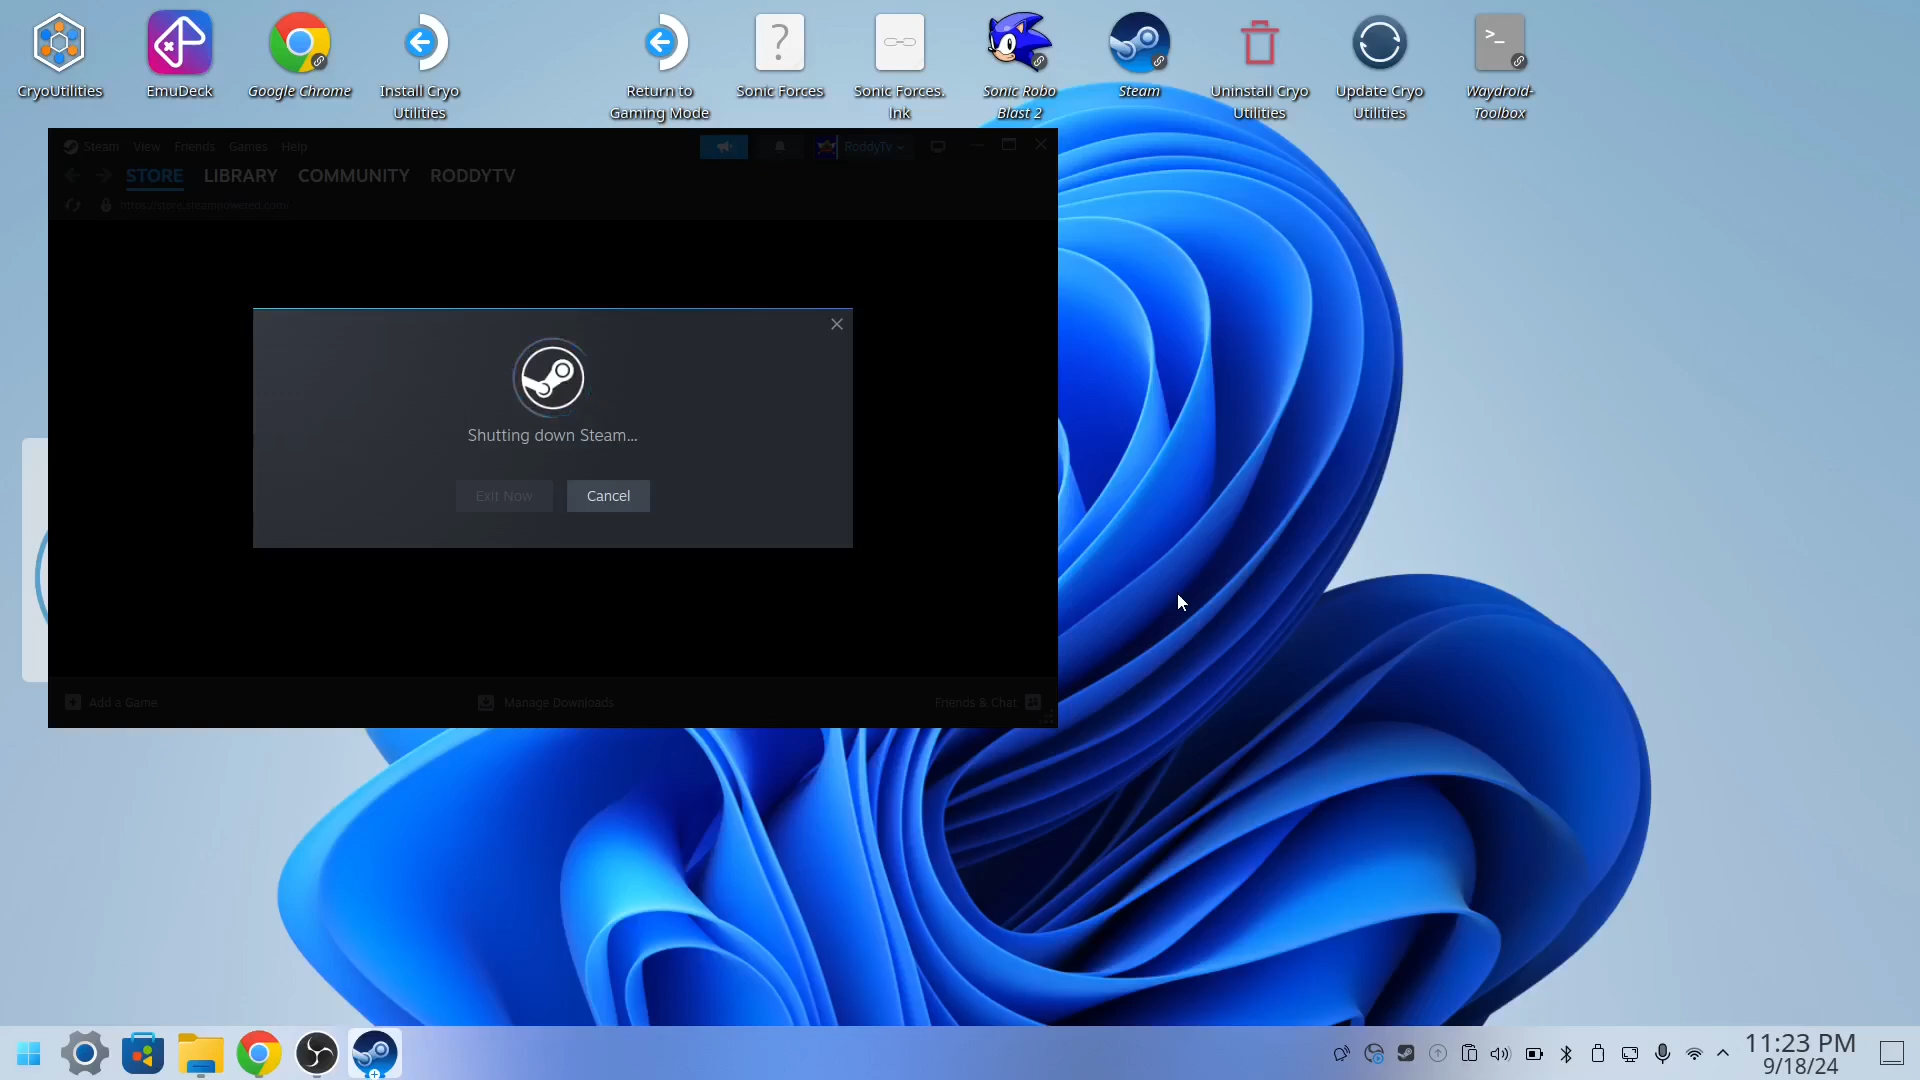 CryoUtilities
EmuDeck
Google Chrome
Install Cryo
Utilities
Return to
Gaming Mode
Sonic Forces
Sonic Forces.
lnk
Sonic Robo
Blast 2
Steam
Uninstall Cryo
Utilities
Update Cryo
Utilities
Waydroid-
Toolbox
Steam View Friends Games Help
RoddyTv
STORE LIBRARY COMMUNITY RODDYTV
Shutting down Steam...
Exit Now Cancel
Add a Game
Manage Downloads
Friends & Chat
11:23 PM
9/18/24